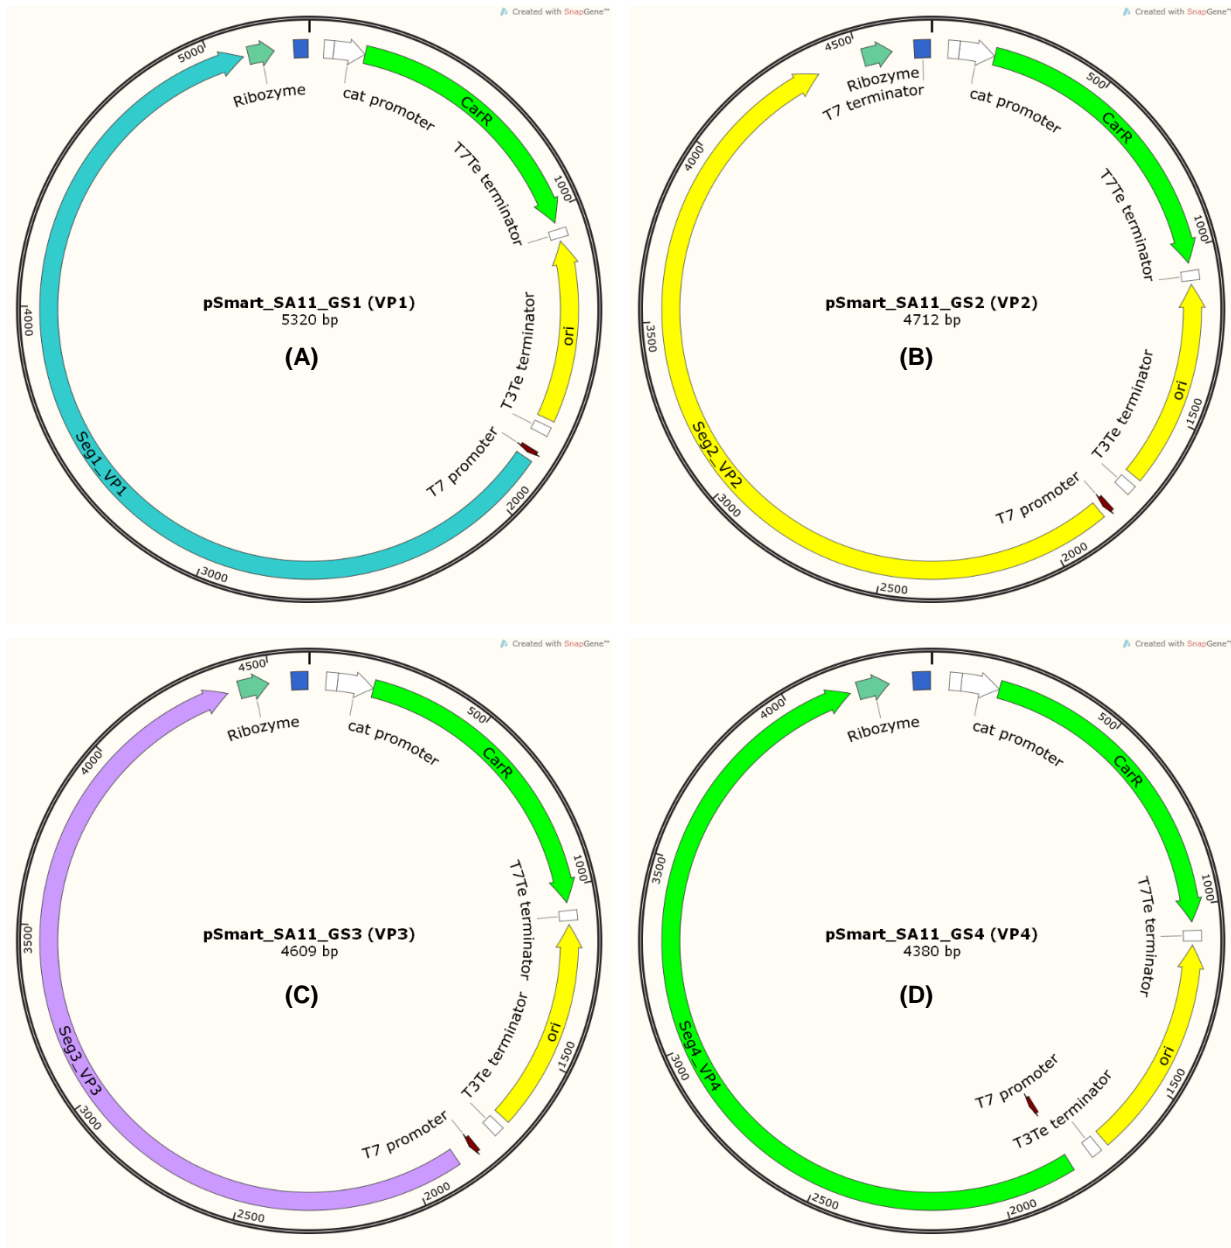 Created with SnapGene™
5000
Ribozyme
cat promoter
CarR
T7Te terminator
1000
pSmart_SA11_GS1 (VP1)
5320 bp
(A)
4000
T3Te terminator
ori
T7 promoter
Seg1_VP1
2000
3000
Created with SnapGene™
4500
Ribozyme
T7 terminator
cat promoter
500
CarR
4000
T7Te terminator
1000
pSmart_SA11_GS2 (VP2)
4712 bp
(B)
3500
T3Te terminator
ori
1500
Seg2_VP2
3000
T7 promoter
2000
2500
Created with SnapGene™
4500
Ribozyme
cat promoter
500
CarR
4000
T7Te terminator
1000
pSmart_SA11_GS3 (VP3)
4609 bp
(C)
3500
T3Te terminator
ori
1500
Seg3_VP3
3000
T7 promoter
2000
2500
Created with SnapGene™
4000
Ribozyme
cat promoter
500
CarR
3500
T7Te terminator
1000
pSmart_SA11_GS4 (VP4)
4380 bp
(D)
Seg4_VP4
3000
T7 promoter
T3Te terminator
ori
1500
2500
2000